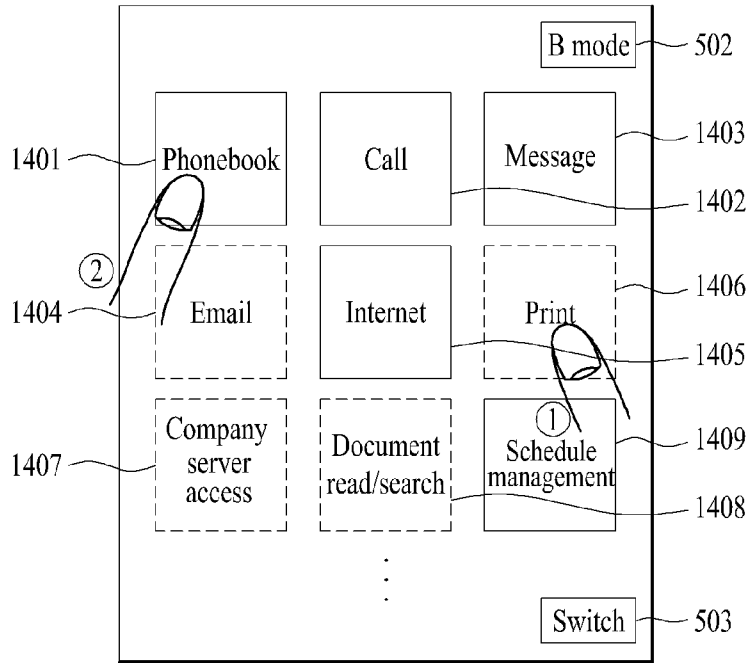 B mode
502
1401
Phonebook
Call
Message
1403
1402
②
1404
Email
Internet
Print
1406
1405
①
1407
Company
server
access
Document
read/search
Schedule
management
1409
1408
Switch
503